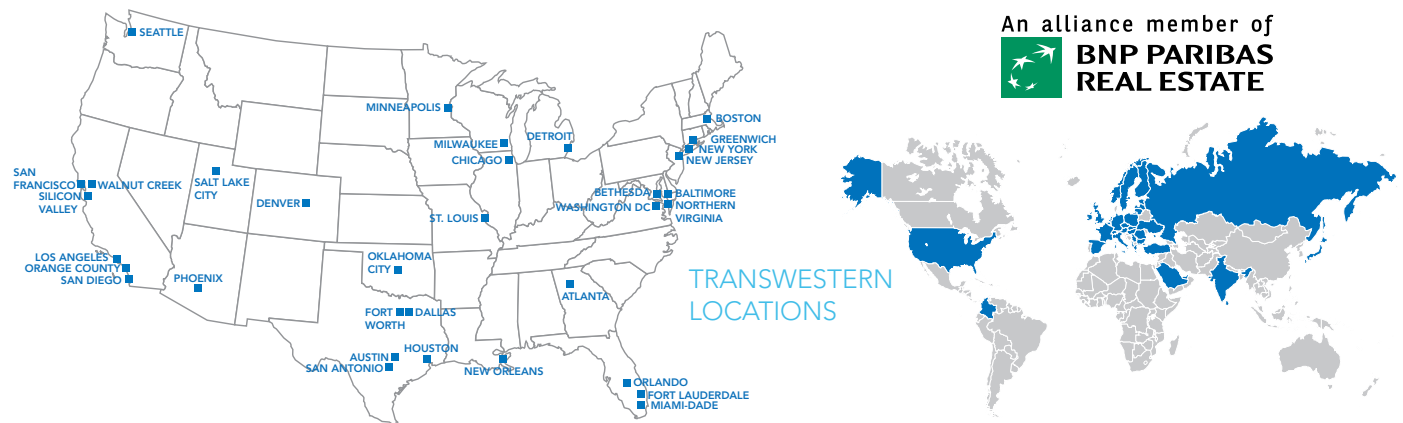 SEATTLE
MINNEAPOLIS
BOSTON
MILWAUKEE
DETROIT
GREENWICH
NEW YORK
CHICAGO
NEW JERSEY
SAN
FRANCISCO
WALNUT CREEK
SILICON
VALLEY
SALT LAKE
CITY
DENVER
ST. LOUIS
BETHESDA
BALTIMORE
WASHINGTON DC
NORTHERN
VIRGINIA
LOS ANGELES
ORANGE COUNTY
SAN DIEGO
PHOENIX
OKLAHOMA
CITY
ATLANTA
FORT
WORTH
DALLAS
AUSTIN
SAN ANTONIO
HOUSTON
NEW ORLEANS
ORLANDO
FORT LAUDERDALE
MIAMI-DADE
TRANSWESTERN
LOCATIONS
An alliance member of
BNP PARIBAS
REAL ESTATE